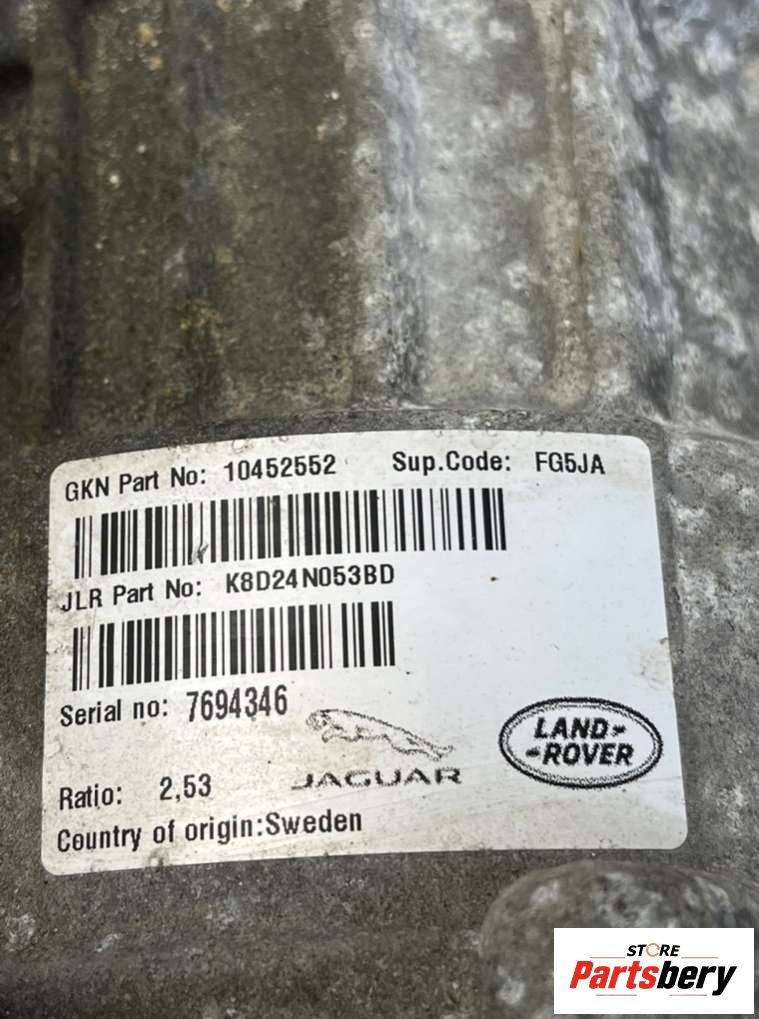 GKN Part No: 10452552 Sup.Code: FG5JA
JLR Part No: K8D24N053BD
Serial no: 7694346
JAGUAR
LAND-
-ROVER
Ratio: 2,53
Country of origin:Sweden
STORE
Partsbery